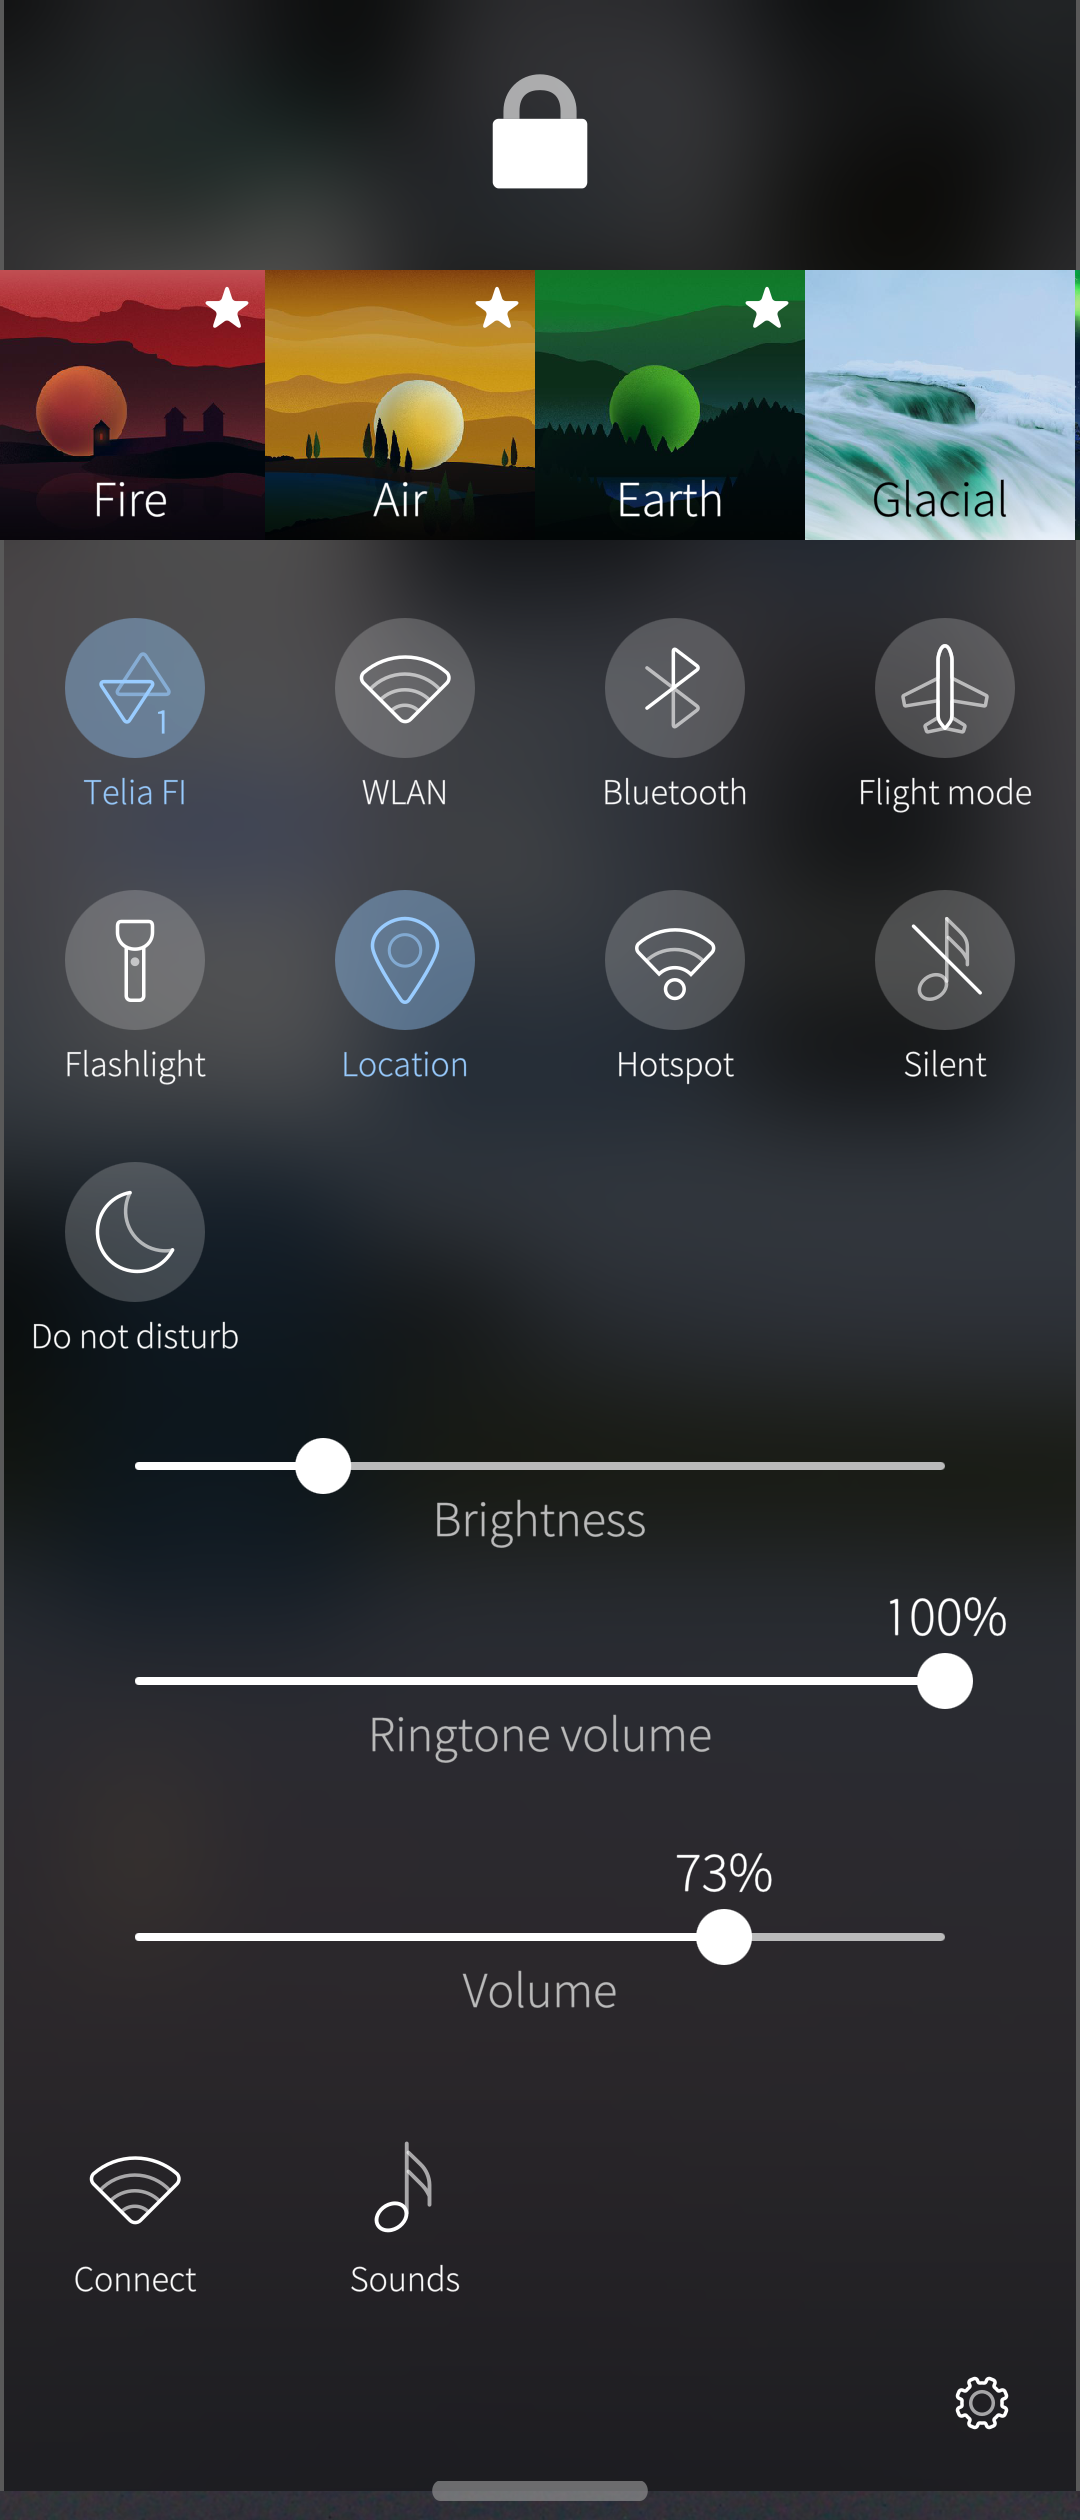 Fire
Air
Earth
Glacial
1
Telia FI
WLAN
Bluetooth
Flight mode
Flashlight
Location
Hotspot
Silent
Do not disturb
Brightness
100%
Ringtone volume
73%
Volume
Connect
Sounds